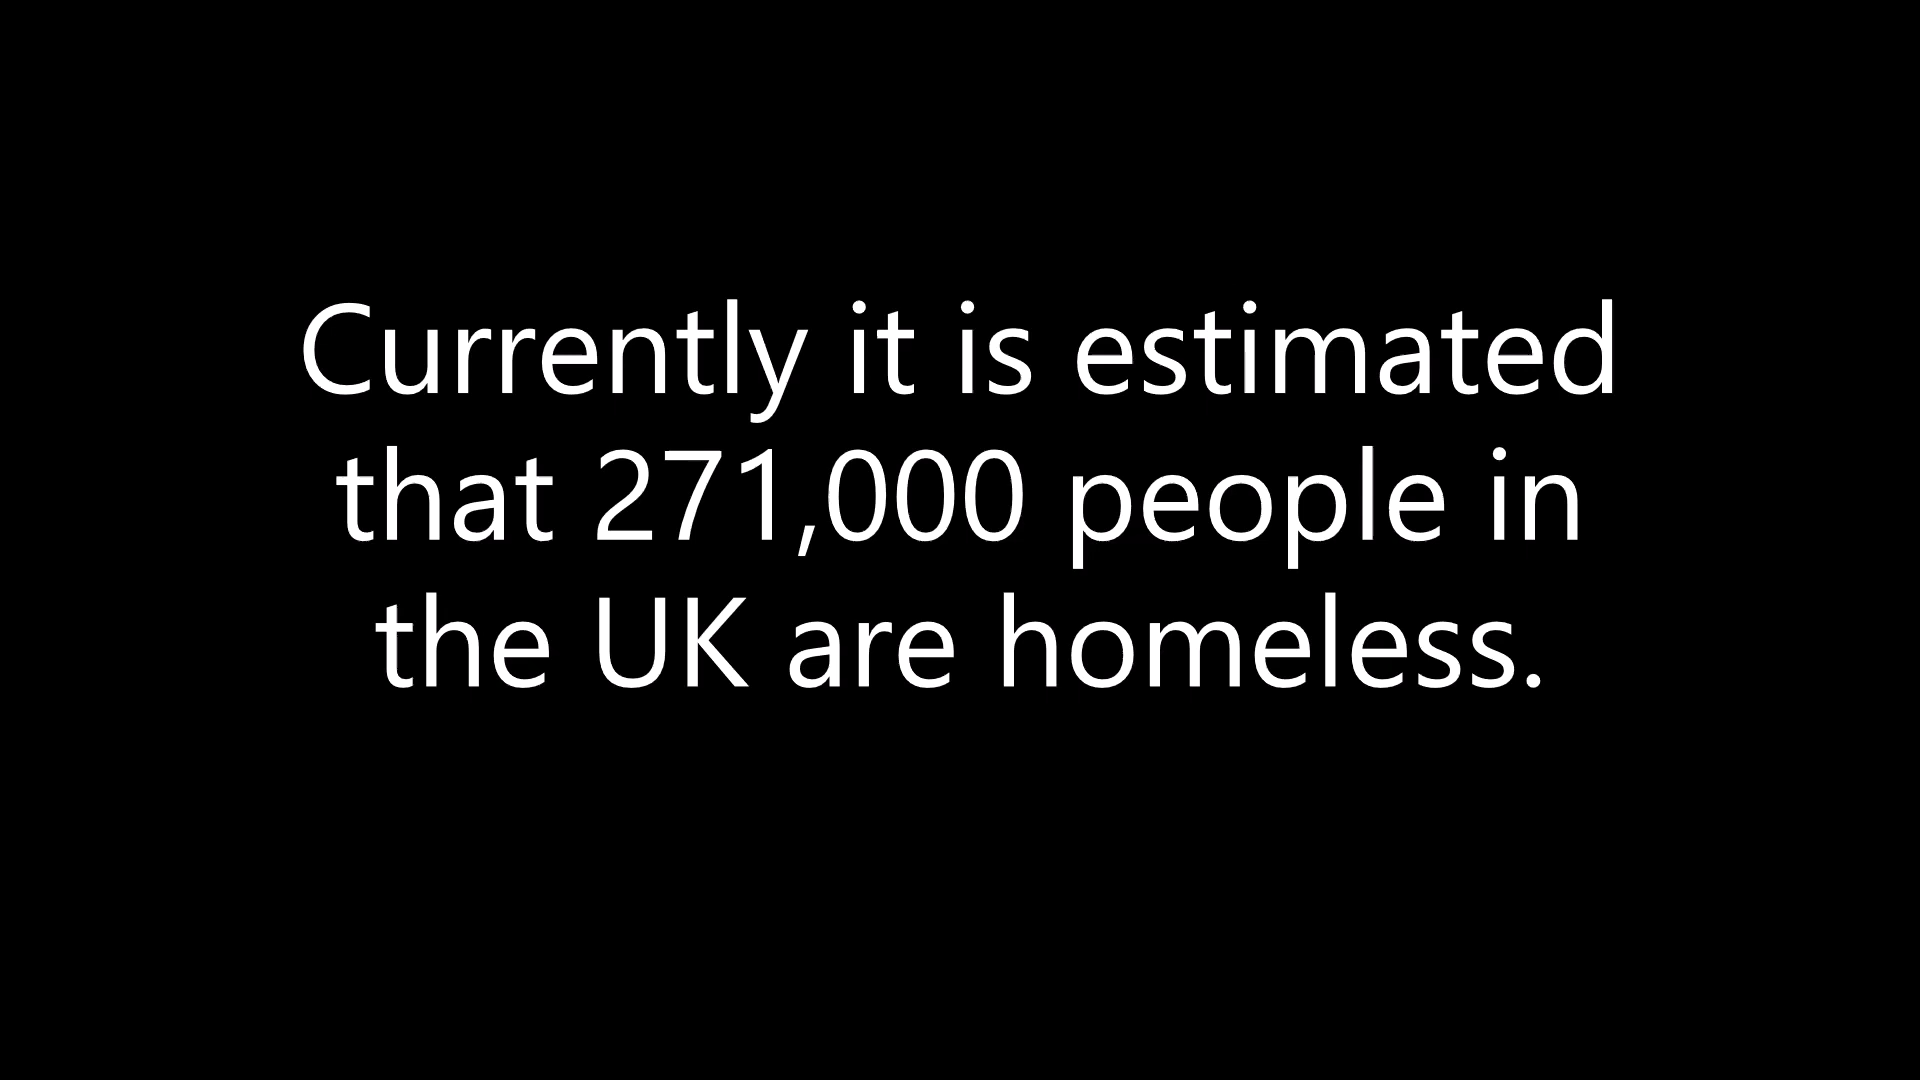 Currently it is estimated
that 271,000 people in
the UK are homeless.